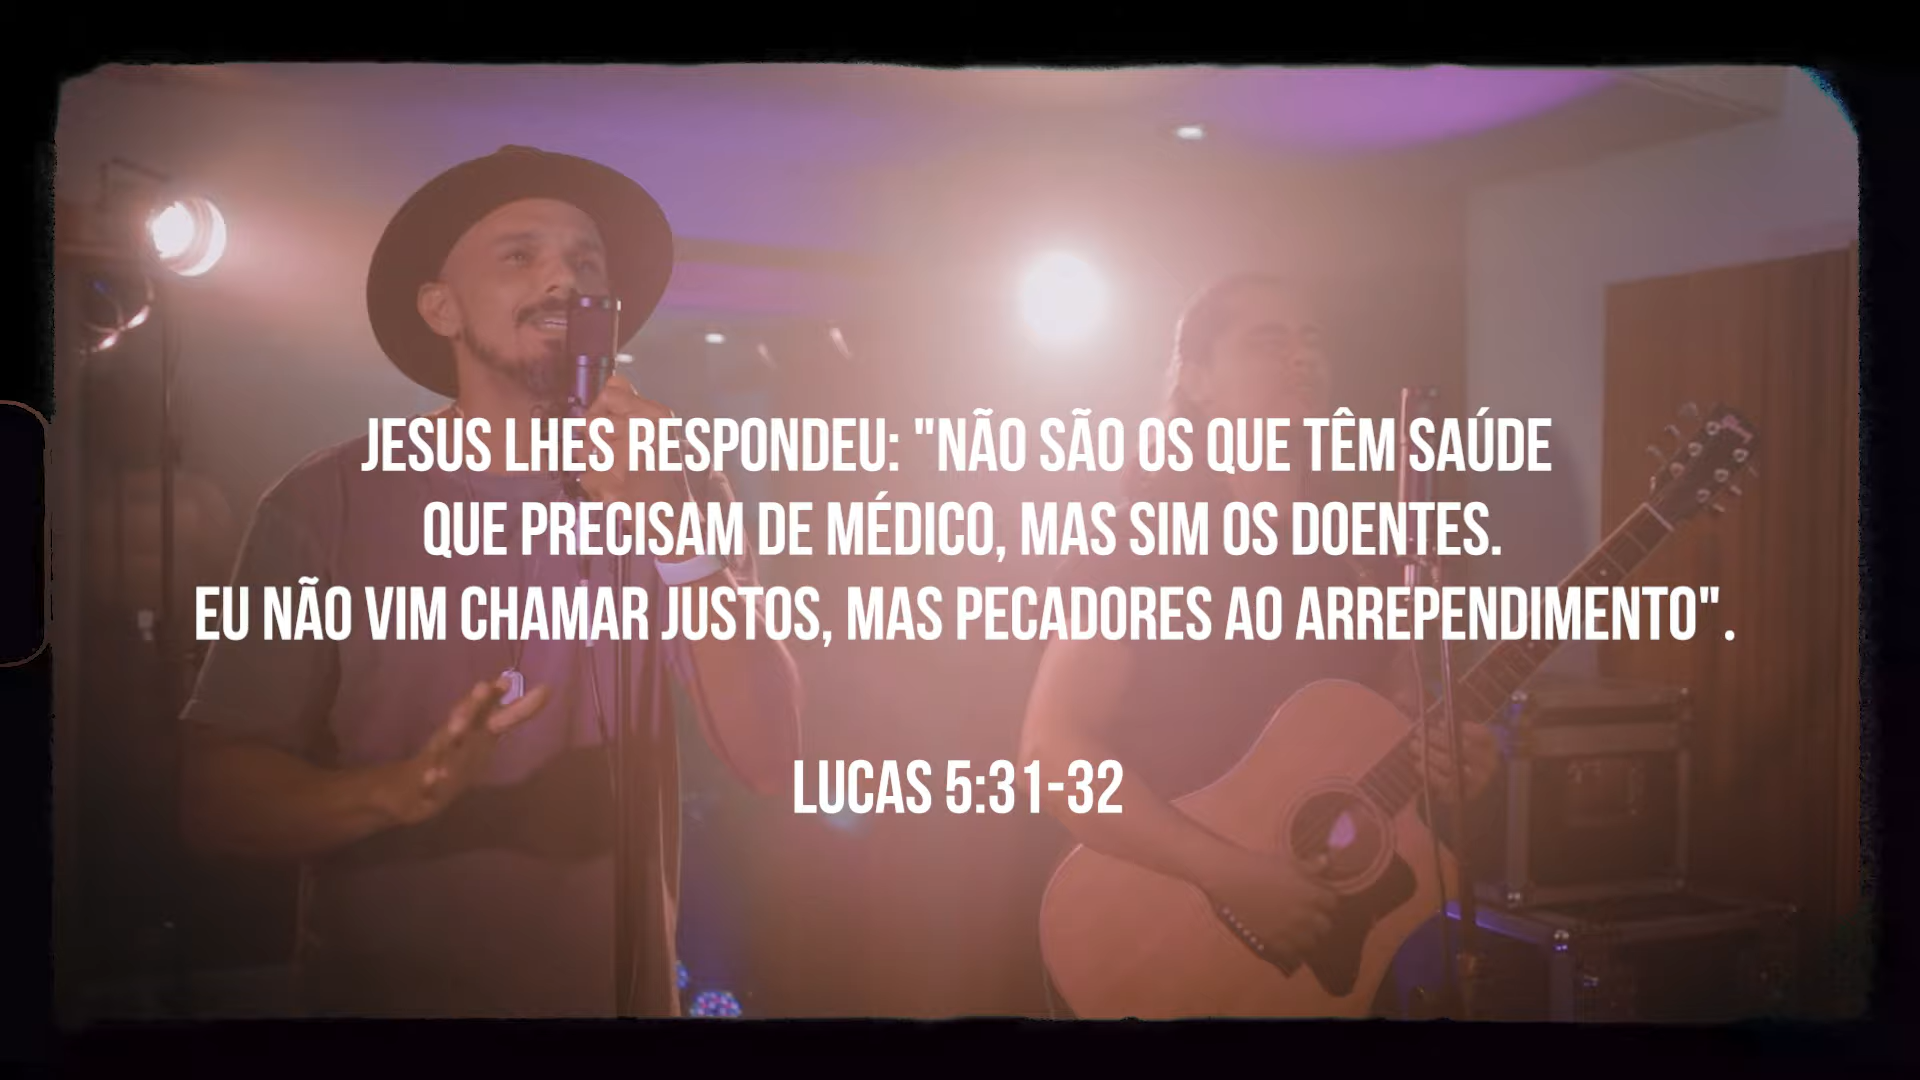 JESUS LHES RESPONDEU: "NÃO SÃO OS QUE TÊM SAÚDE
QUE PRECISAM DE MÉDICO, MAS SIM OS DOENTES.
EU NÃO VIM CHAMAR JUSTOS, MAS PECADORES AO ARREPENDIMENTO".
LUCAS 5:31-32